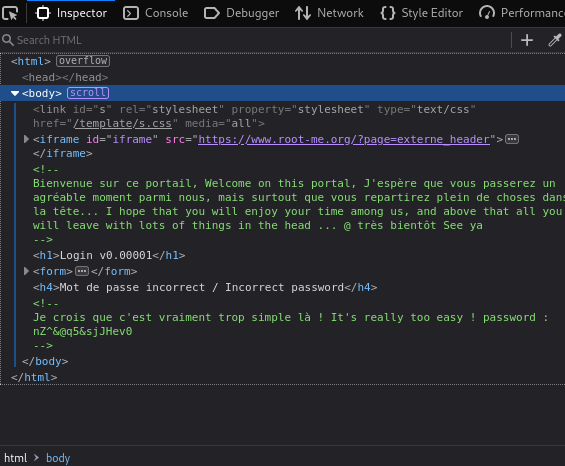 Inspector Console Debugger Network Style Editor Performanc
Search HTML
<html> overflow
<head></head>
<body> scroll
<link id="s" rel="stylesheet" property="stylesheet" type="text/css"
href="/template/s.css" media="all">
<iframe id="iframe" src="https://www.root-me.org/?page=externe_header">
</iframe>
<!--
Bienvenue sur ce portail, Welcome on this portal, J'espère que vous passerez un
agréable moment parmi nous, mais surtout que vous repartirez plein de choses dans
la tête... I hope that you will enjoy your time among us, and above that all you
will leave with lots of things in the head ... @ très bientôt See ya
-->
<h1>Login v0.00001</h1>
<form></form>
<h4>Mot de passe incorrect / Incorrect password</h4>
<!--
Je crois que c'est vraiment trop simple là ! It's really too easy ! password :
nZ^&@q5&sjJHev0
-->
</body>
</html>
html > body